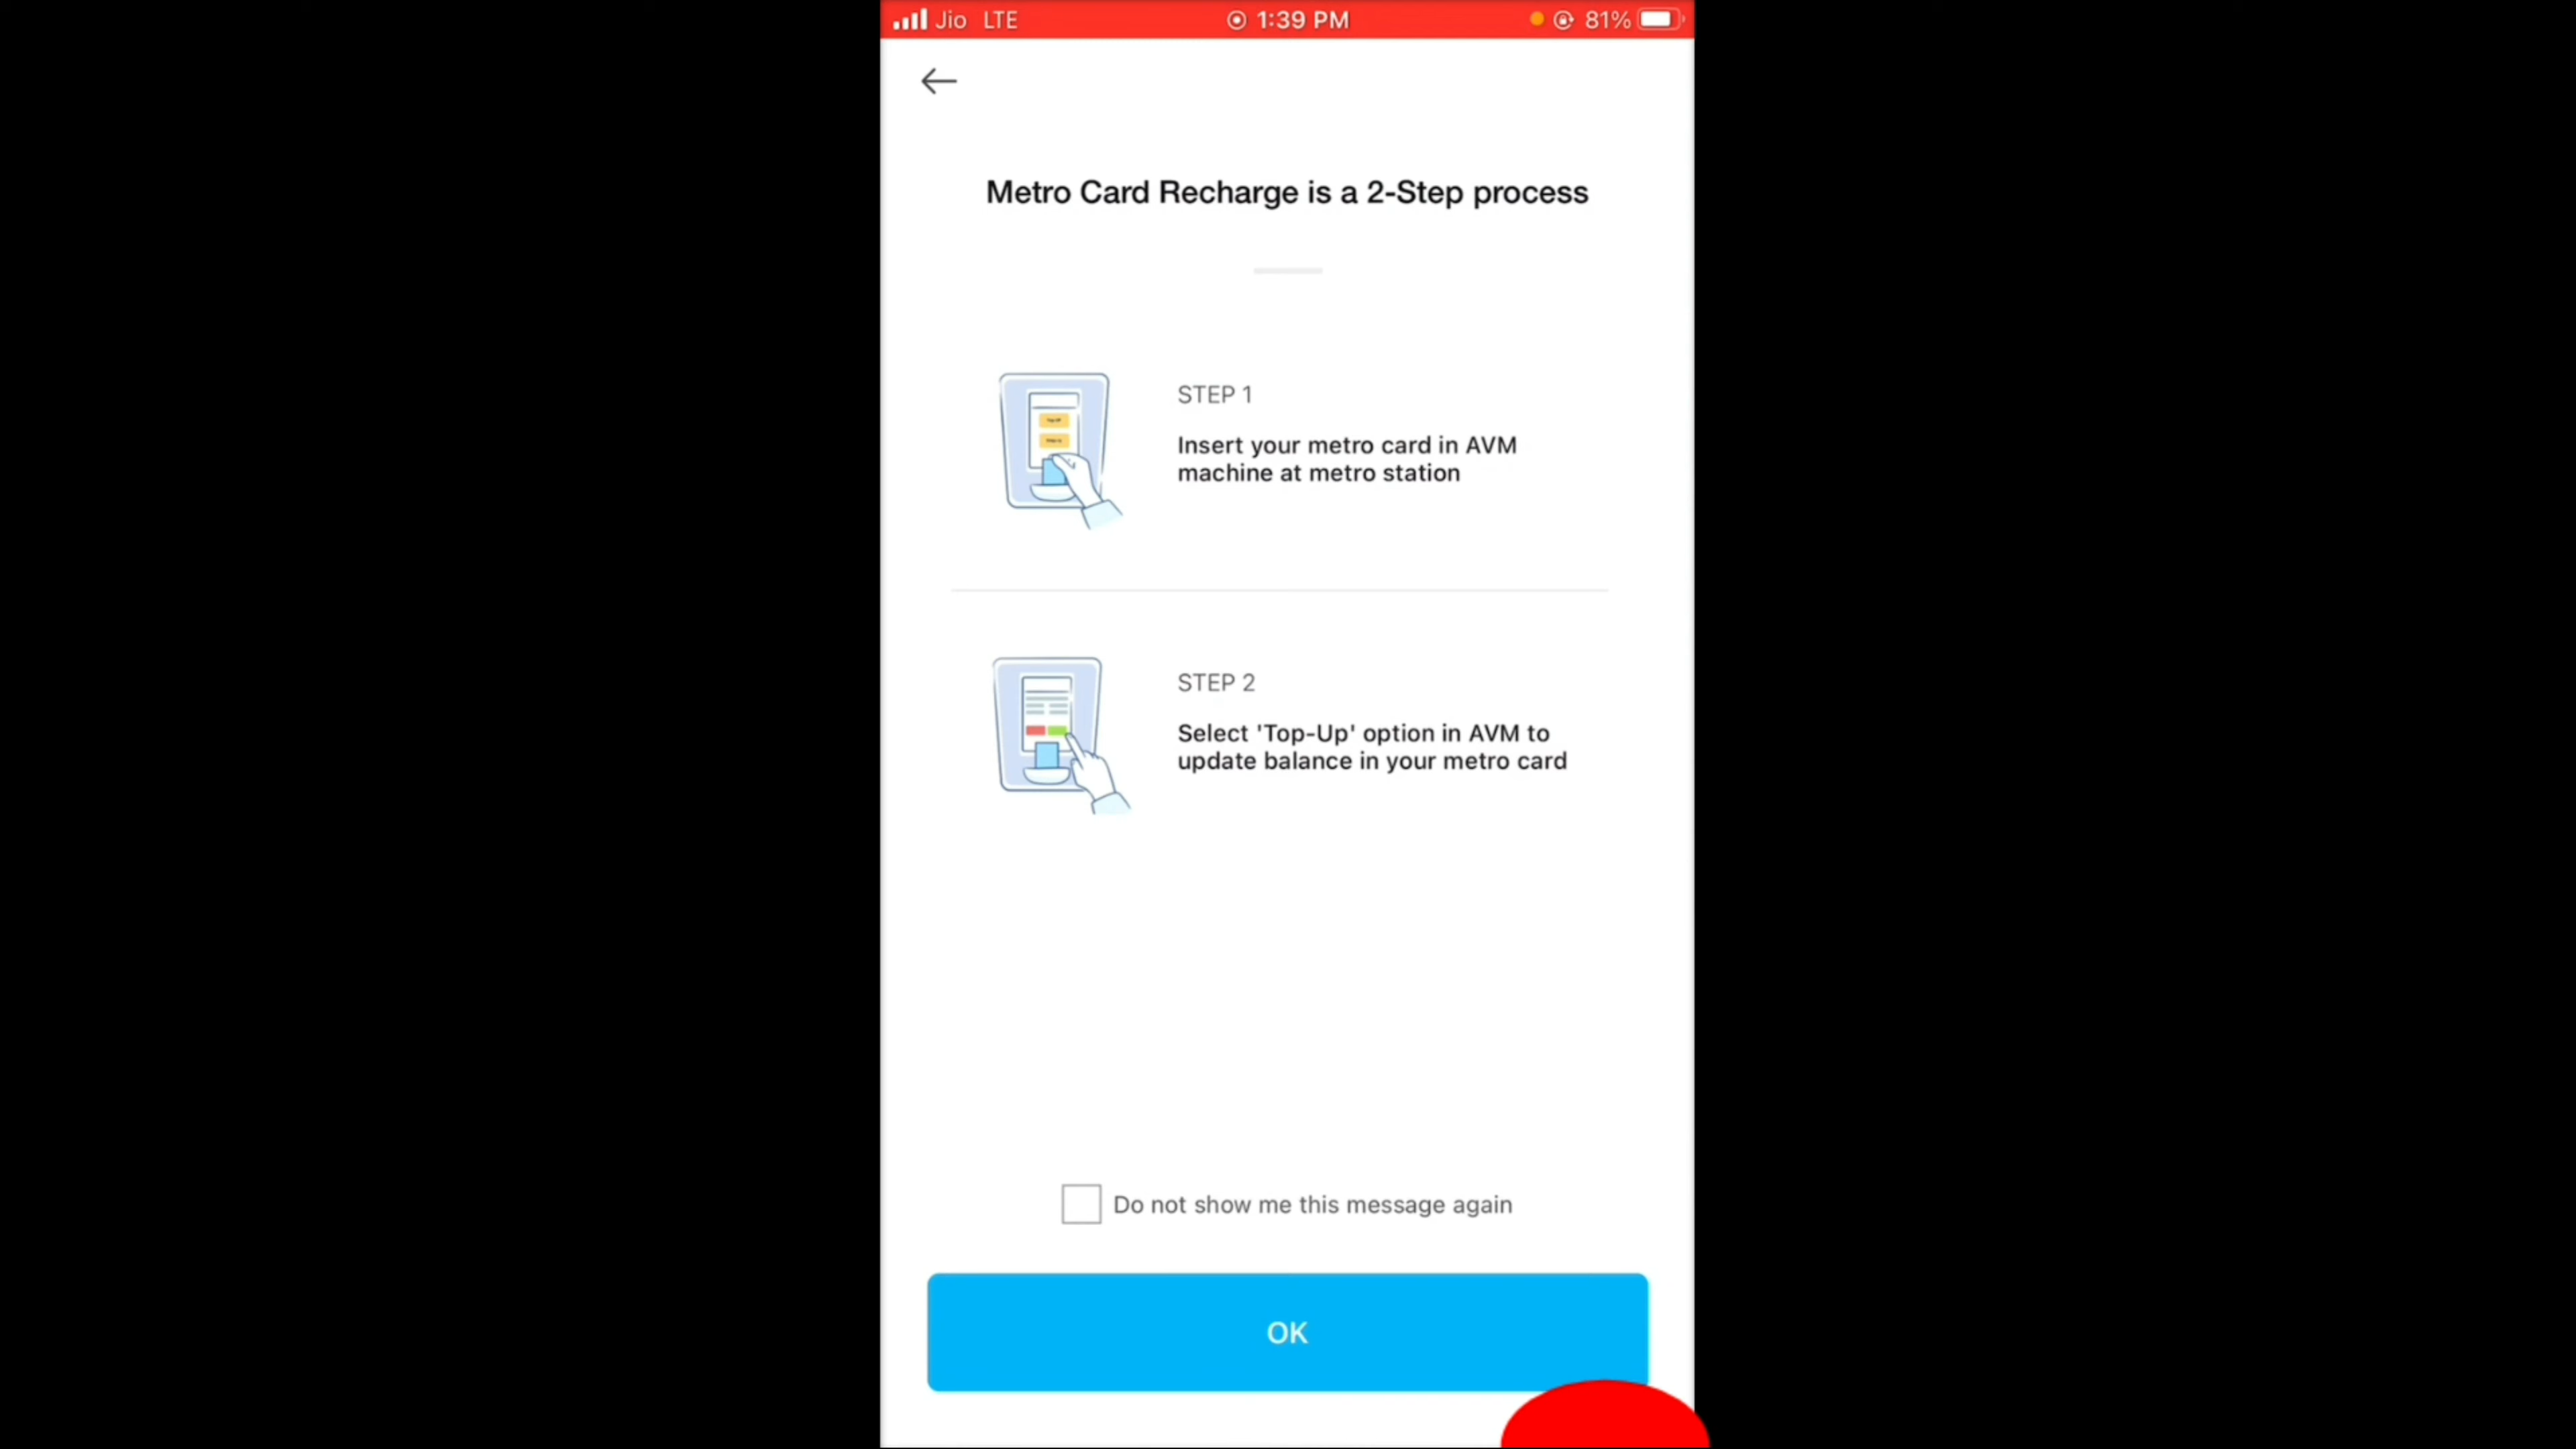 Jio LTE 1:39 PM 81%
Metro Card Recharge is a 2-Step process
STEP 1
Insert your metro card in AVM
machine at metro station
STEP 2
Select 'Top-Up' option in AVM to
update balance in your metro card
Do not show me this message again
OK